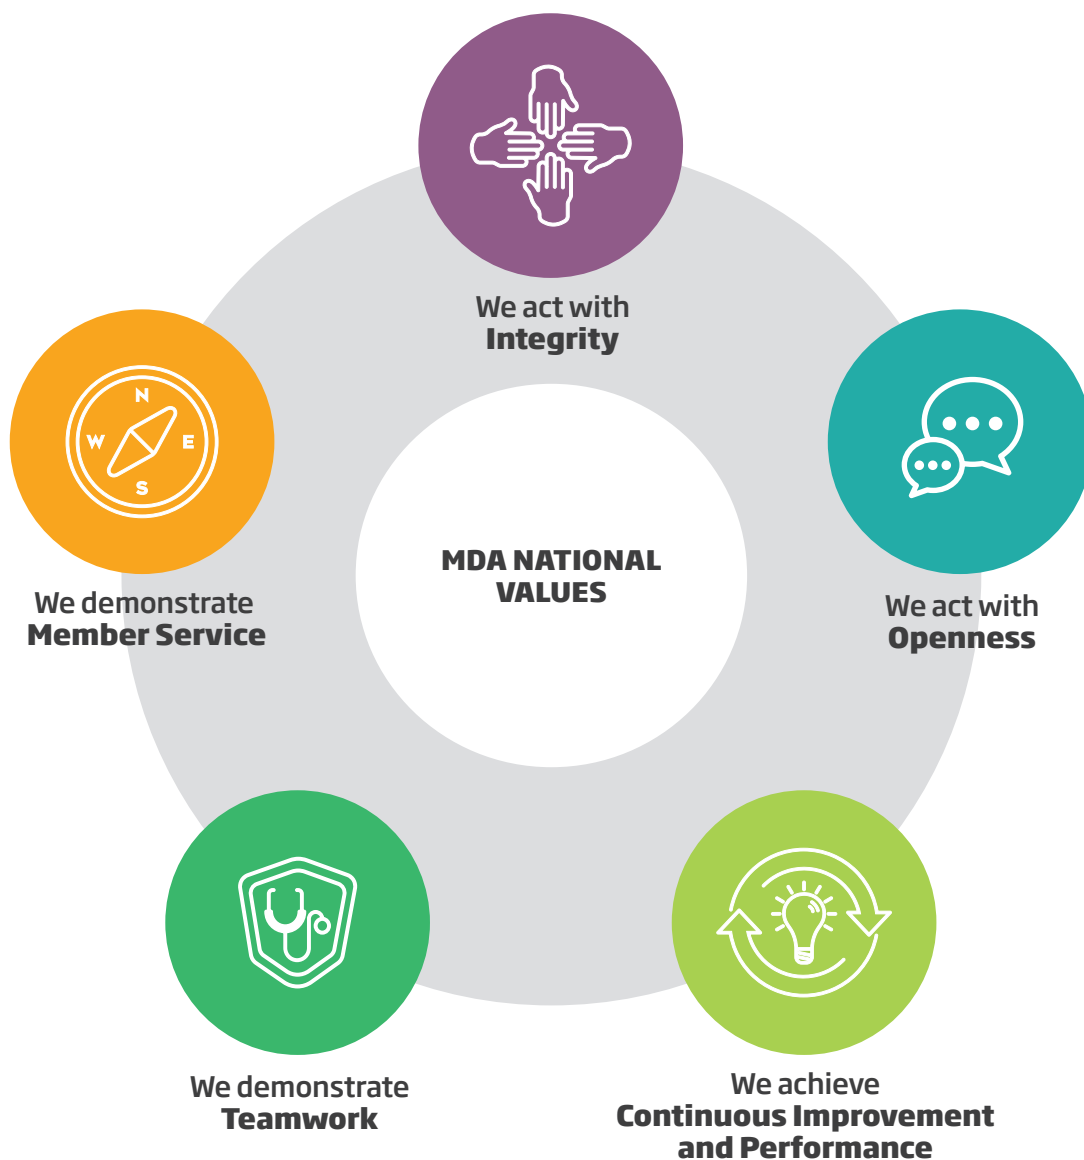 We act with
Integrity
N
W
E
S
We demonstrate
Member Service
MDA NATIONAL
VALUES
We act with
Openness
We demonstrate
Teamwork
We achieve
Continuous Improvement
and Performance